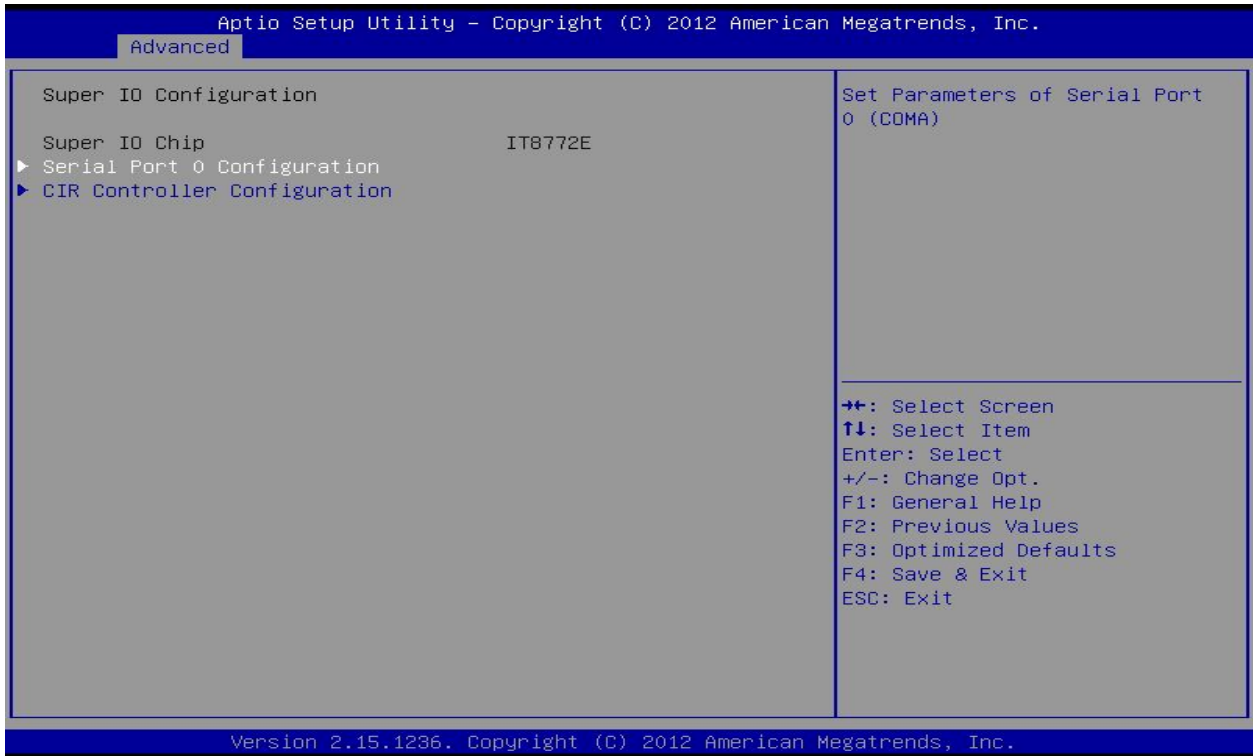 Aptio Setup Utility – Copyright (C) 2012 American Megatrends, Inc.
Advanced
Super IO Configuration
Super IO Chip IT8772E
▶ Serial Port 0 Configuration
▶ CIR Controller Configuration
Set Parameters of Serial Port
0 (COMA)
→←: Select Screen
↑↓: Select Item
Enter: Select
+/-: Change Opt.
F1: General Help
F2: Previous Values
F3: Optimized Defaults
F4: Save & Exit
ESC: Exit
Version 2.15.1236. Copyright (C) 2012 American Megatrends, Inc.